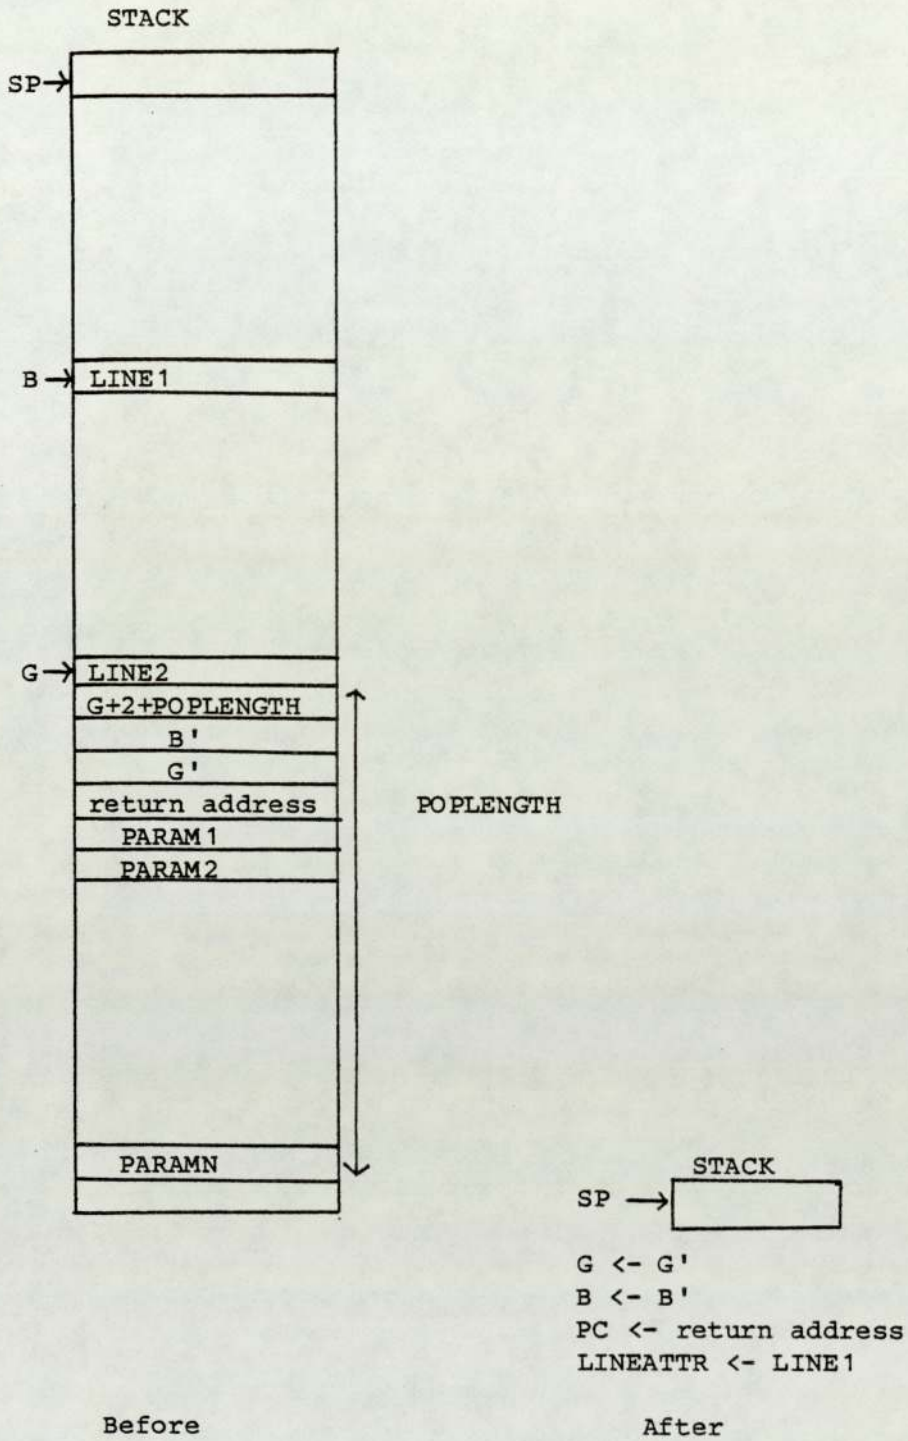 STACK
SP→
B→ LINE1
G→ LINE2
G+2+POPLENGTH
B'
G'
return address
POPLENGTH
PARAM1
PARAM2
PARAMN
STACK
SP →
G <- G'
B <- B'
PC <- return address
LINEATTR <- LINE1
Before
After